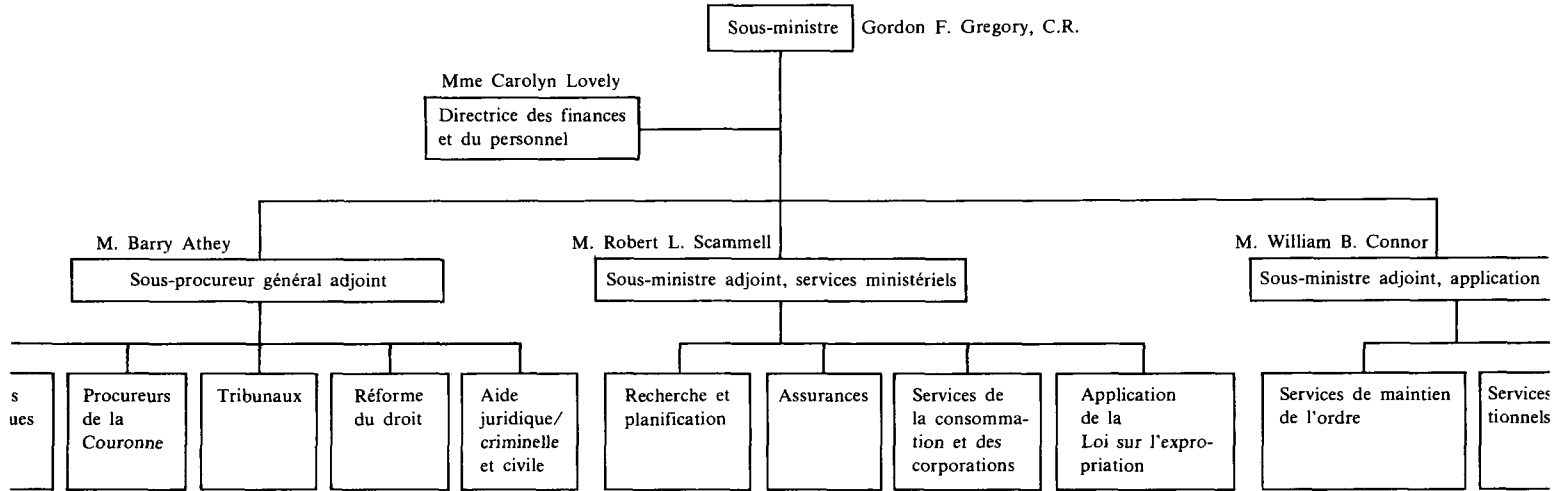 Sous-ministre Gordon F. Gregory, C.R.
Mme Carolyn Lovely
Directrice des finances
et du personnel
M. Barry Athey
Sous-procureur général adjoint
M. Robert L. Scammell
Sous-ministre adjoint, services ministériels
M. William B. Connor
Sous-ministre adjoint, application
s
ues
Procureurs
de la
Couronne
Tribunaux
Réforme
du droit
Aide
juridique/
criminelle
et civile
Recherche et
planification
Assurances
Services de
la consomma-
tion et des
corporations
Application
de la
Loi sur l'expro-
priation
Services de maintien
de l'ordre
Services
tionnels